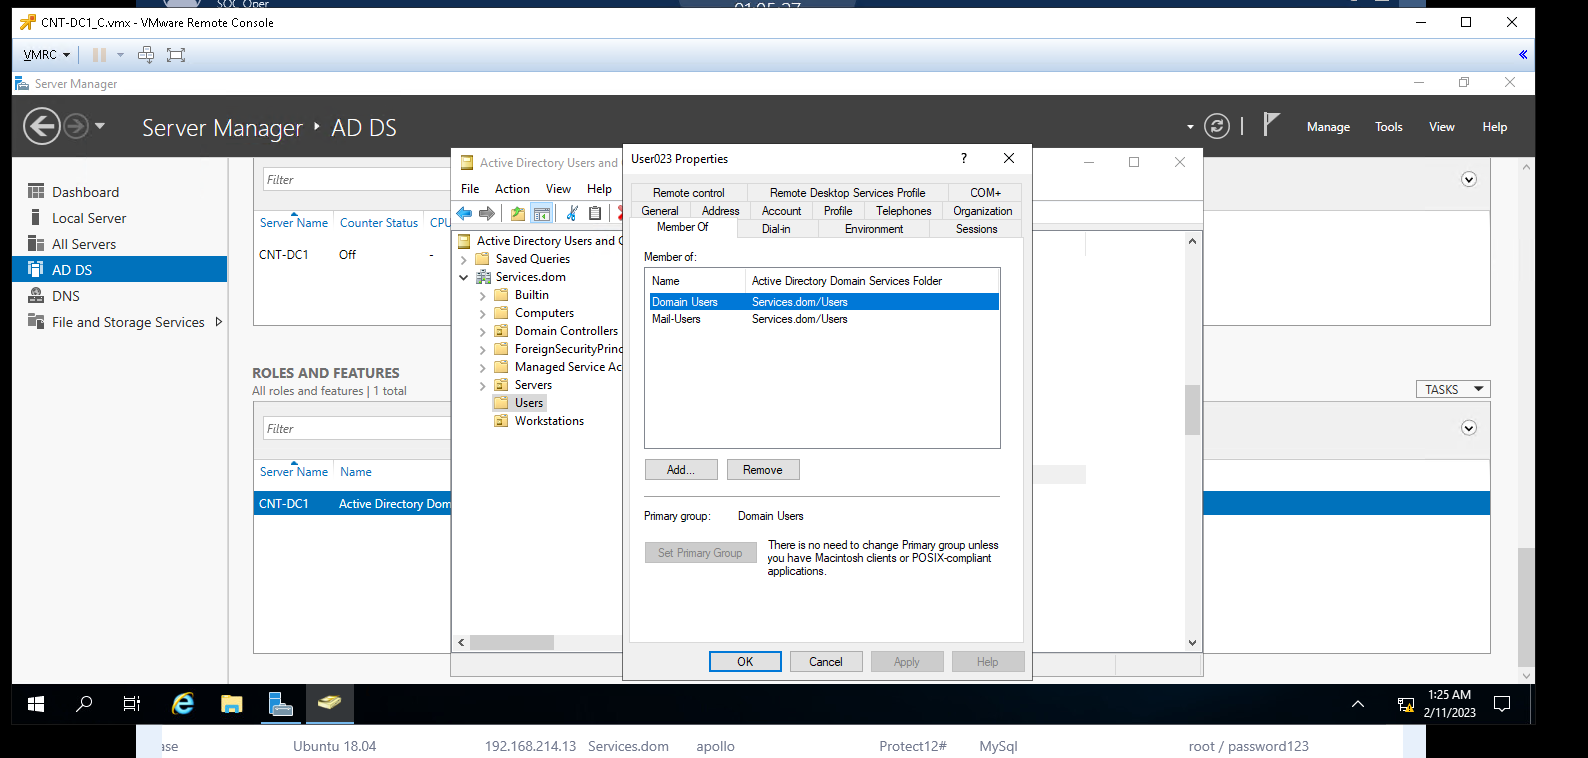 SOC Oper
01:05:27
CNT-DC1_C.vmx - VMware Remote Console
VMRC
Server Manager
Server Manager
AD DS
Manage
Tools
View
Help
Dashboard
Local Server
All Servers
AD DS
DNS
File and Storage Services
Filter
Server Name
Counter Status
CPU
CNT-DC1
Off
-
ROLES AND FEATURES
All roles and features | 1 total
TASKS
Filter
Server Name
Name
CNT-DC1
Active Directory Dom
Active Directory Users and
File
Action
View
Help
Active Directory Users and C
Saved Queries
Services.dom
Builtin
Computers
Domain Controllers
ForeignSecurityPrinc
Managed Service Ac
Servers
Users
Workstations
User023 Properties
?
Remote control
Remote Desktop Services Profile
COM+
General
Address
Account
Profile
Telephones
Organization
Member Of
Dial-in
Environment
Sessions
Member of:
Name
Active Directory Domain Services Folder
Domain Users
Services.dom/Users
Mail-Users
Services.dom/Users
Add...
Remove
Primary group:
Domain Users
Set Primary Group
There is no need to change Primary group unless
you have Macintosh clients or POSIX-compliant
applications.
OK
Cancel
Apply
Help
1:25 AM
2/11/2023
ase
Ubuntu 18.04
192.168.214.13
Services.dom
apollo
Protect12#
MySql
root / password123